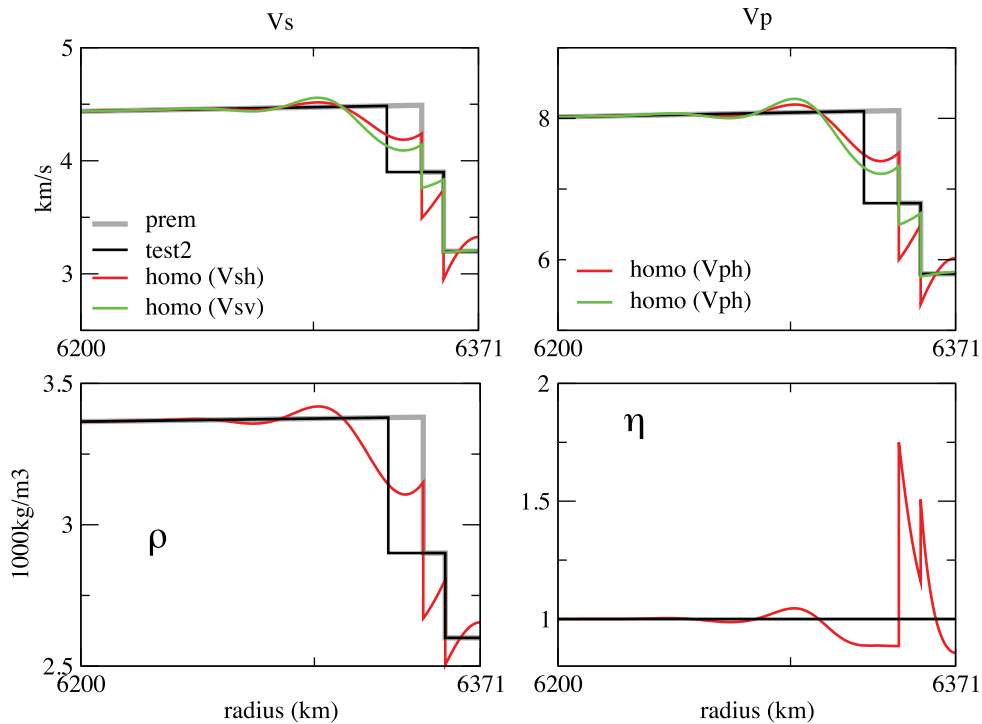 Vs
Vp
5
4
3
km/s
prem
test2
homo (Vsh)
homo (Vsv)
6200
6371
8
6
homo (Vph)
homo (Vph)
6200
6371
3.5
3
2.5
1000kg/m3
ρ
6200
6371
radius (km)
2
1.5
1
η
6200
6371
radius (km)